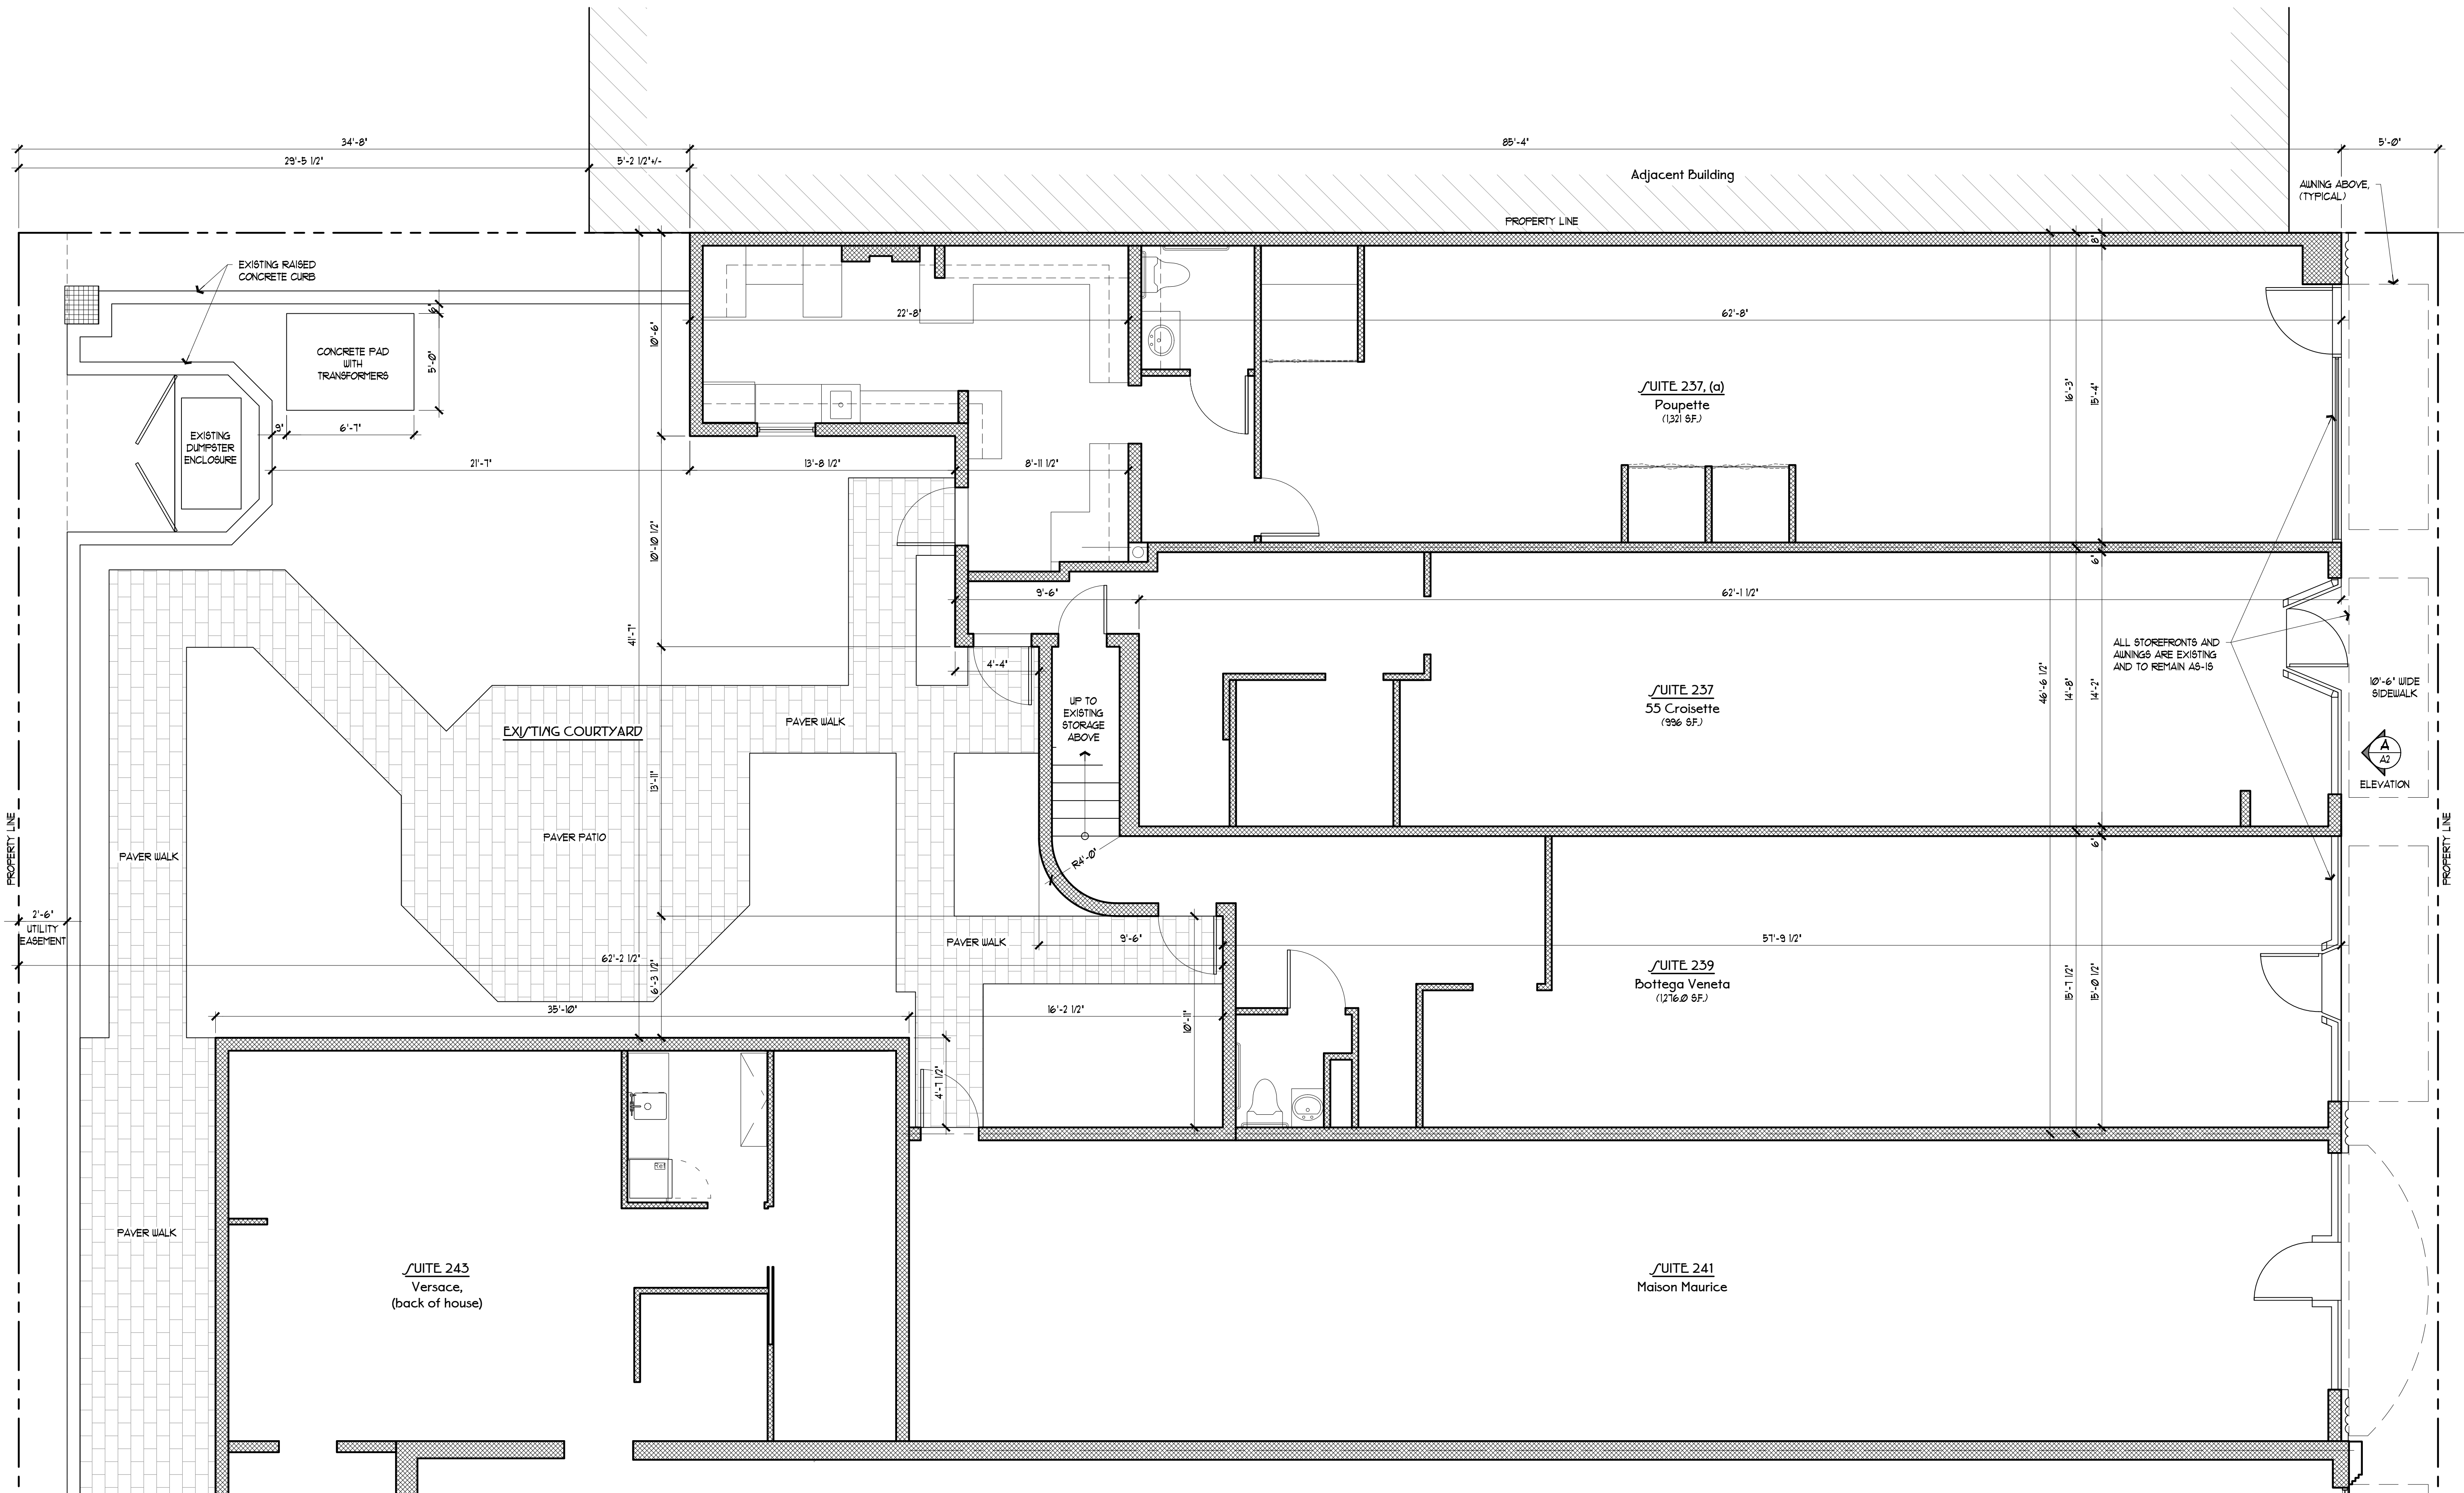 34'-8"
85'-4"
5'-0"
29'-5 1/2"
5'-2 1/2"+/-
Adjacent Building
AWNING ABOVE,
(TYPICAL)
PROPERTY LINE
8"
EXISTING RAISED
CONCRETE CURB
6"
22'-8"
62'-8"
10'-6"
CONCRETE PAD
WITH
TRANSFORMERS
5'-0"
SUITE 237, (a)
Poupette
(1,321 S.F.)
16'-3"
15'-4"
EXISTING
DUMPSTER
ENCLOSURE
6'-7"
21'-7"
13'-8 1/2"
8'-11 1/2"
10'-10 1/2"
6"
9'-6"
62'-1 1/2"
41'-7"
ALL STOREFRONTS AND
AWNINGS ARE EXISTING
AND TO REMAIN AS-IS
4'-4"
10'-6" WIDE
SIDEWALK
46'-6 1/2"
14'-8"
14'-2"
SUITE 237
55 Croisette
(996 S.F.)
UP TO
EXISTING
STORAGE
ABOVE
PAVER WALK
EXISTING COURTYARD
A
A2
ELEVATION
13'-11"
PAVER PATIO
PAVER WALK
PROPERTY LINE
PROPERTY LINE
6"
R4'-0"
2'-6"
UTILITY
EASEMENT
PAVER WALK
9'-6"
57'-9 1/2"
62'-2 1/2"
6'-3 1/2"
SUITE 239
Bottega Veneta
(1,276.0 S.F.)
15'-7 1/2"
15'-0 1/2"
35'-10"
16'-2 1/2"
10'-11"
4'-7 1/2"
Ref
PAVER WALK
SUITE 243
Versace,
(back of house)
SUITE 241
Maison Maurice